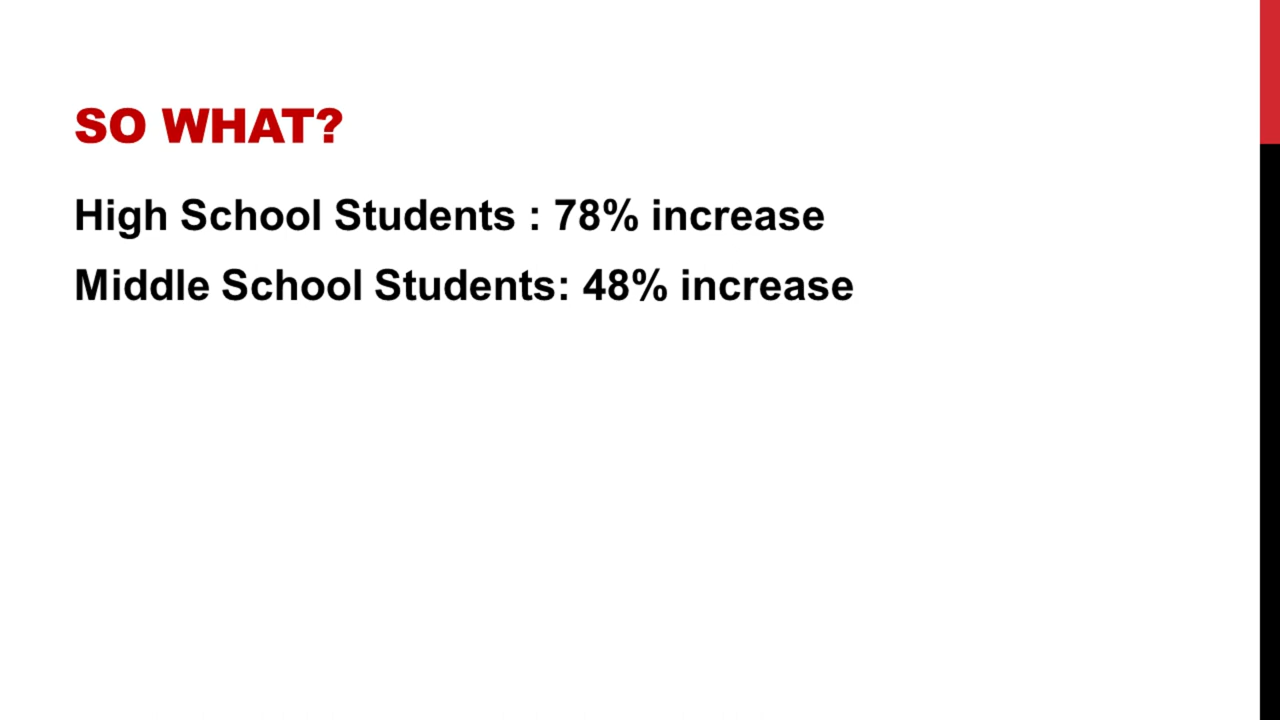 SO WHAT?
High School Students : 78% increase
Middle School Students: 48% increase